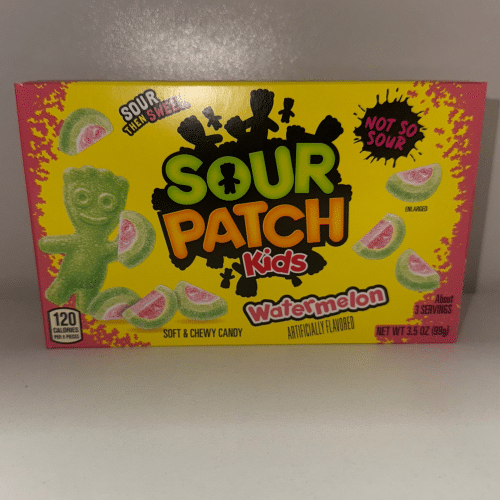 SOUR
THEN SWEET
NOT SO
SOUR
SOUR
PATCH
Kids
ENLARGED
Watermelon
ARTIFICIALLY FLAVORED
SOFT & CHEWY CANDY
120
CALORIES
PER 8 PIECES
About
3 SERVINGS
NET WT 3.5 OZ (99g)